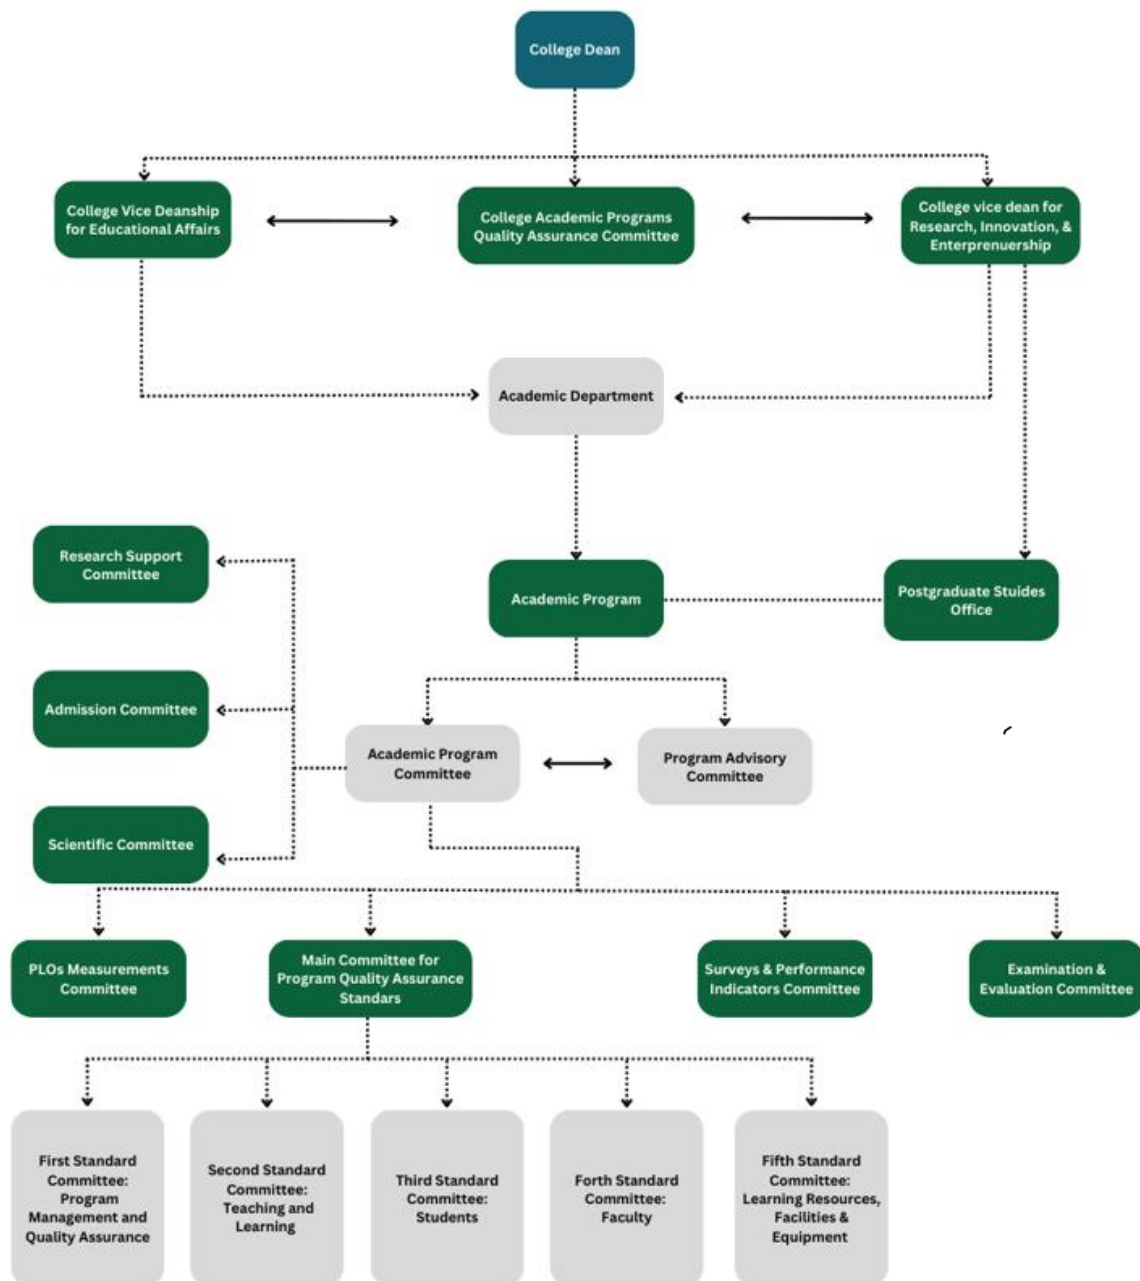 College Dean
College Vice Deanship
for Educational Affairs
College Academic Programs
Quality Assurance Committee
College vice dean for
Research, Innovation, &
Enterprenuership
Academic Department
Research Support
Committee
Academic Program
Postgraduate Stuides
Office
Admission Committee
Academic Program
Committee
Program Advisory
Committee
Scientific Committee
PLOs Measurements
Committee
Main Committee for
Program Quality Assurance
Standars
Surveys & Performance
Indicators Committee
Examination &
Evaluation Committee
First Standard
Committee:
Program
Management and
Quality Assurance
Second Standard
Committee:
Teaching and
Learning
Third Standard
Committee:
Students
Forth Standard
Committee:
Faculty
Fifth Standard
Committee:
Learning Resources,
Facilities &
Equipment